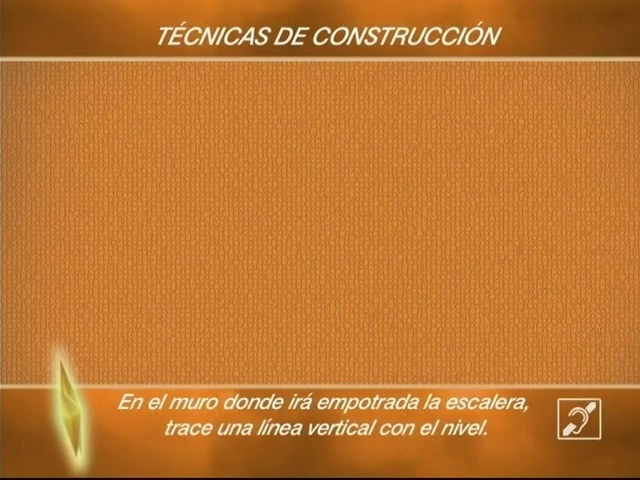 TÉCNICAS DE CONSTRUCCIÓN
En el muro donde irá empotrada la escalera,
trace una línea vertical con el nivel.